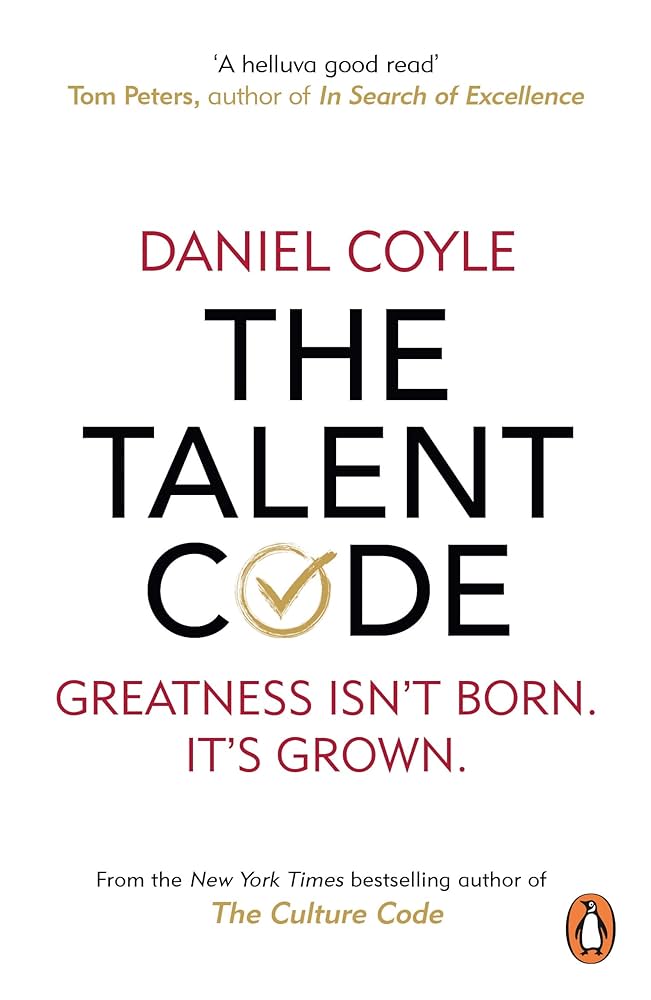 ‘A helluva good read’
Tom Peters, author of In Search of Excellence
DANIEL COYLE
THE
TALENT
CODE
GREATNESS ISN’T BORN.
IT’S GROWN.
From the New York Times bestselling author of
The Culture Code